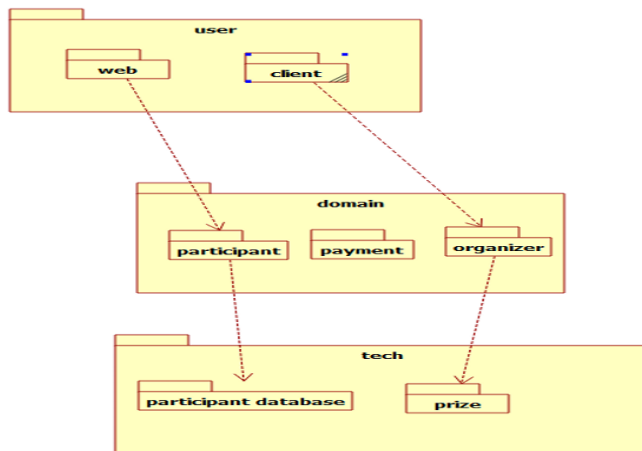 user
web
client
domain
participant
payment
organizer
tech
participant database
prize